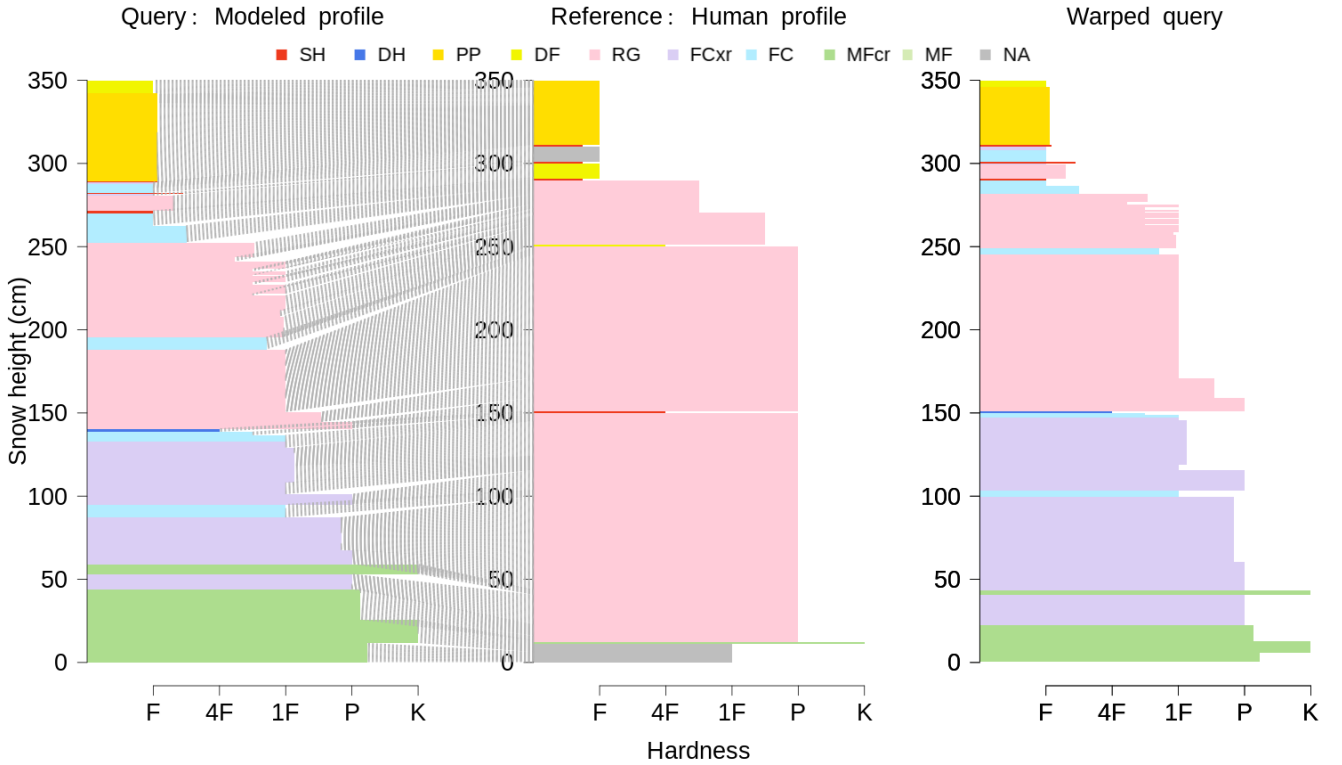 Query: Modeled profile
Reference: Human profile
Warped query
SH DH PP DF RG FCxr FC MFcr MF NA
Snow height (cm)
350
300
250
200
150
100
50
0
350
300
250
200
150
100
50
0
350
300
250
200
150
100
50
0
F 4F 1F P K
F 4F 1F P K
F 4F 1F P K
Hardness